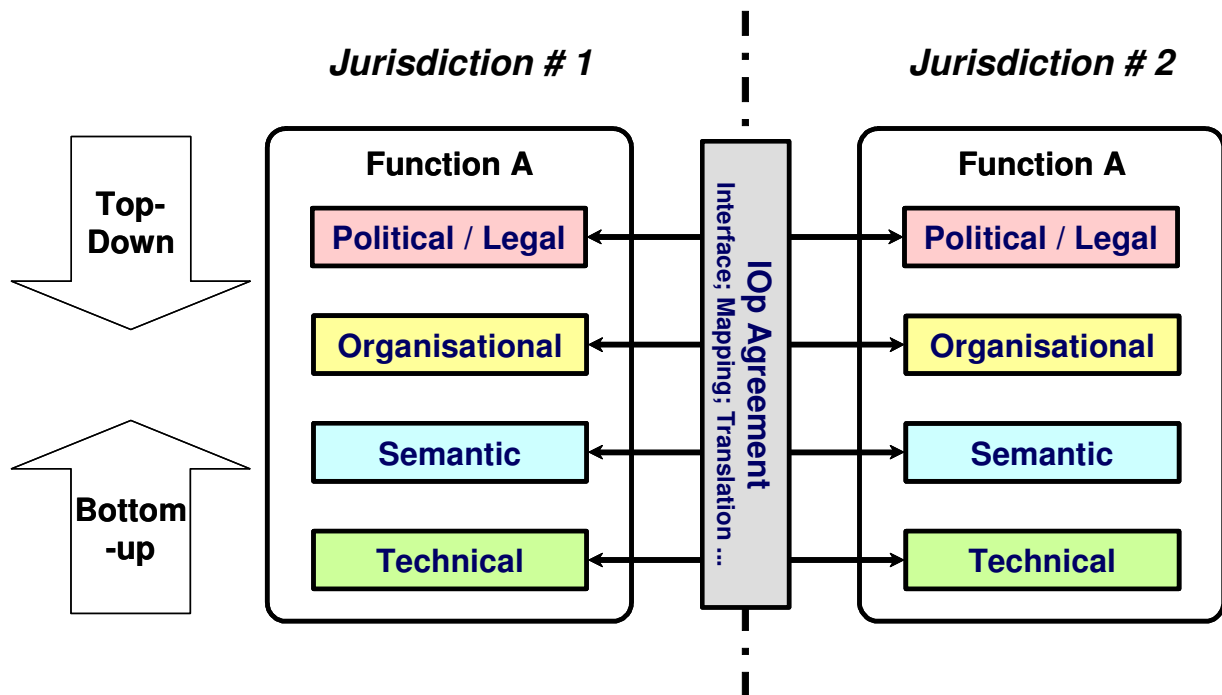 Jurisdiction # 1
Jurisdiction # 2
Top-
Down
Bottom
-up
Function A
Political / Legal
Organisational
Semantic
Technical
IOp Agreement
Interface; Mapping; Translation ...
Function A
Political / Legal
Organisational
Semantic
Technical